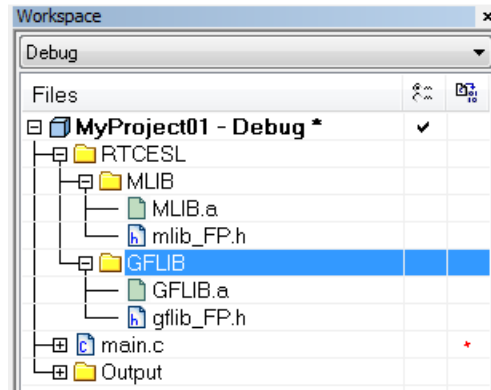 Workspace
Debug
Files
MyProject01 - Debug *
RTCESL
MLIB
MLIB.a
mlib_FP.h
GFLIB
GFLIB.a
gflib_FP.h
main.c
Output